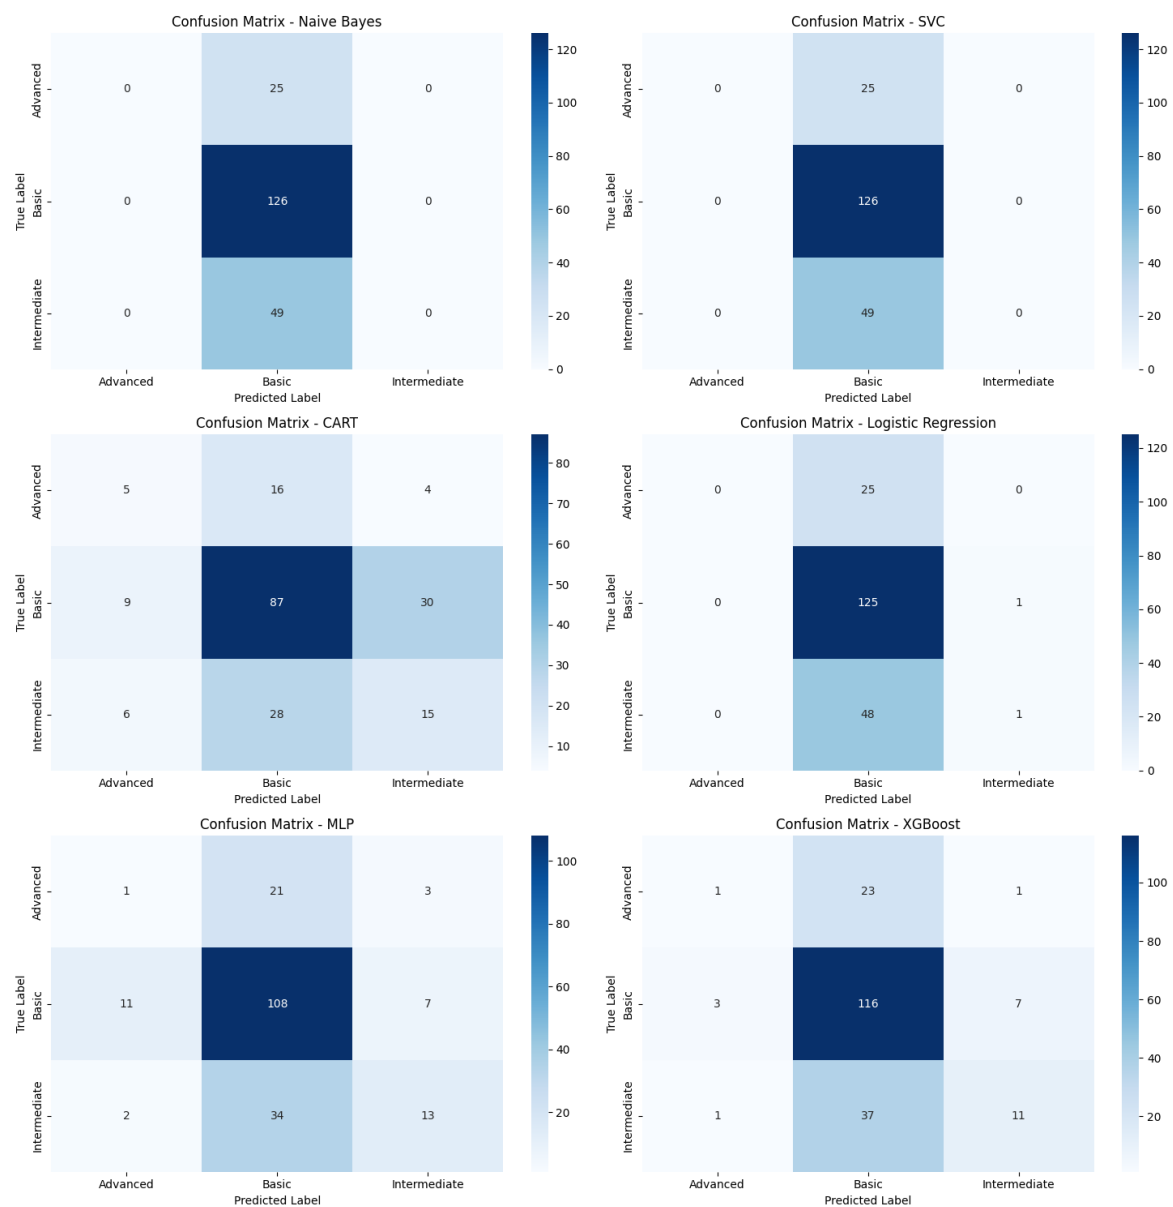 Confusion Matrix - Naive Bayes
True Label
Advanced
Basic
Intermediate
0 25 0
0 126 0
0 49 0
Advanced Basic Intermediate
Predicted Label
120
100
80
60
40
20
0
Confusion Matrix - SVC
True Label
Advanced
Basic
Intermediate
0 25 0
0 126 0
0 49 0
Advanced Basic Intermediate
Predicted Label
120
100
80
60
40
20
0
Confusion Matrix - CART
True Label
Advanced
Basic
Intermediate
5 16 4
9 87 30
6 28 15
Advanced Basic Intermediate
Predicted Label
80
70
60
50
40
30
20
10
Confusion Matrix - Logistic Regression
True Label
Advanced
Basic
Intermediate
0 25 0
0 125 1
0 48 1
Advanced Basic Intermediate
Predicted Label
120
100
80
60
40
20
0
Confusion Matrix - MLP
True Label
Advanced
Basic
Intermediate
1 21 3
11 108 7
2 34 13
Advanced Basic Intermediate
Predicted Label
100
80
60
40
20
Confusion Matrix - XGBoost
True Label
Advanced
Basic
Intermediate
1 23 1
3 116 7
1 37 11
Advanced Basic Intermediate
Predicted Label
100
80
60
40
20